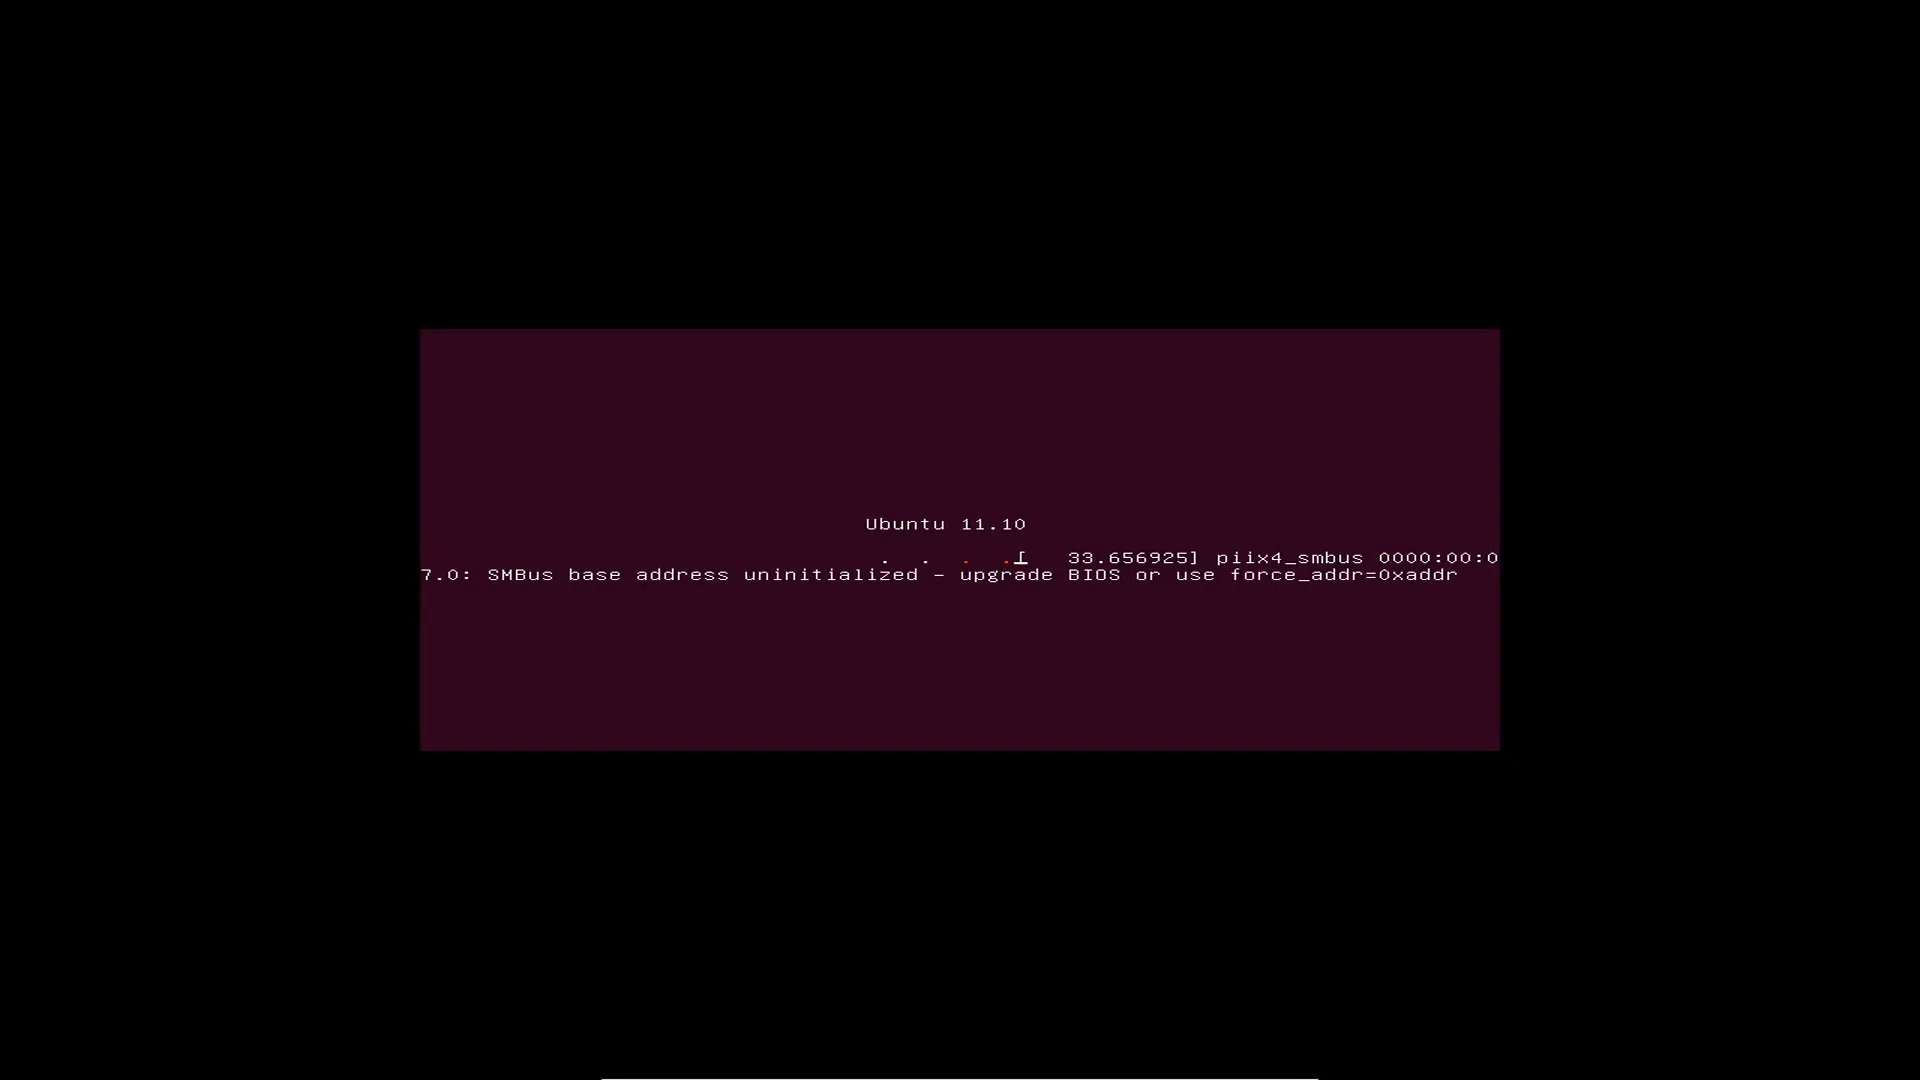 Ubuntu 11.10
. . . .[   33.656925] piix4_smbus 0000:00:0
7.0: SMBus base address uninitialized - upgrade BIOS or use force_addr=0xaddr